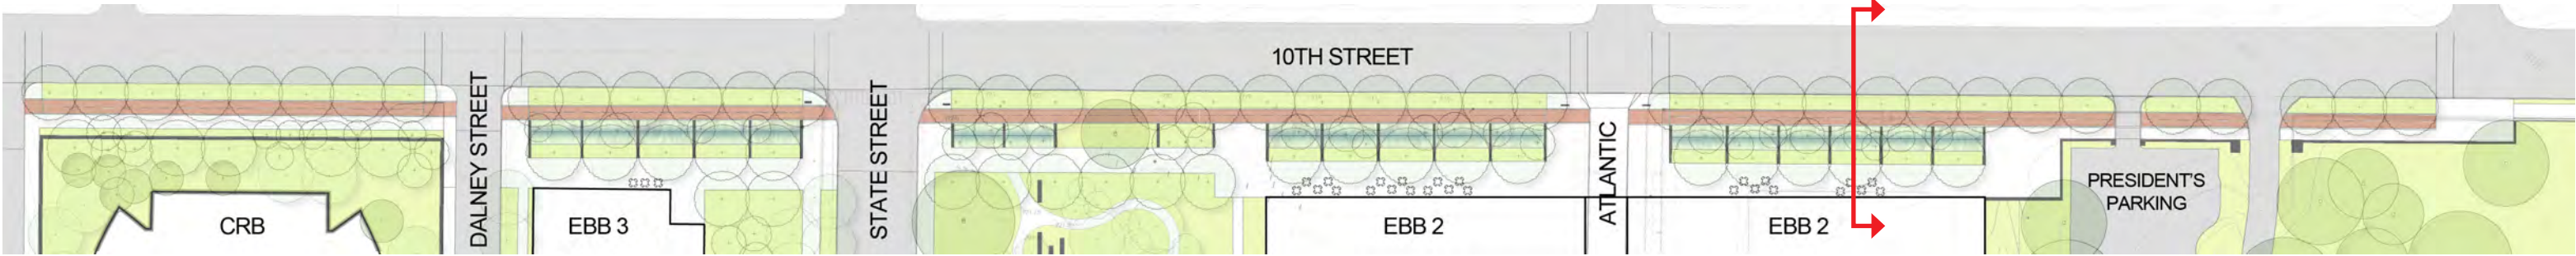 10TH STREET
DALNEY STREET
STATE STREET
ATLANTIC
CRB
EBB 3
EBB 2
EBB 2
PRESIDENT'S
PARKING